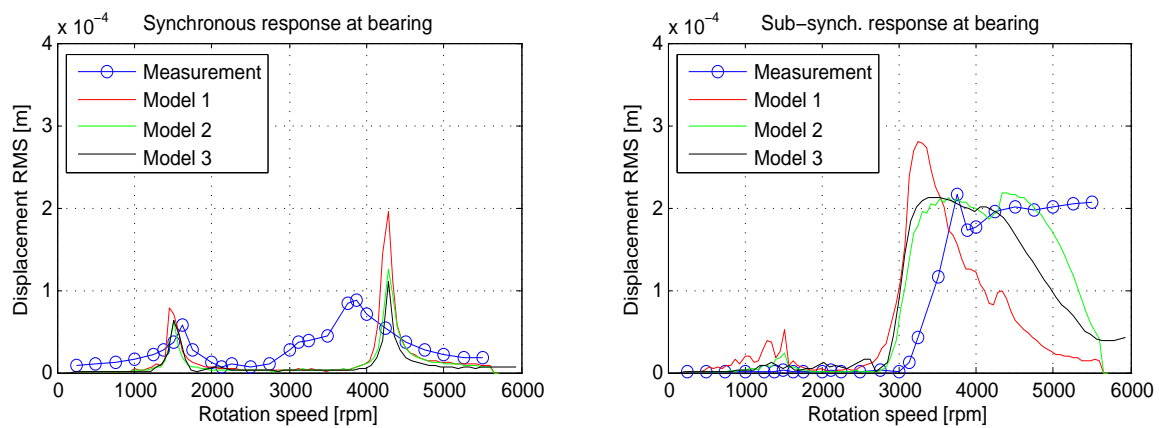 Synchronous response at bearing
x 10⁻⁴
4
3
2
1
0
Displacement RMS [m]
Measurement
Model 1
Model 2
Model 3
0 1000 2000 3000 4000 5000 6000
Rotation speed [rpm]
Sub−synch. response at bearing
x 10⁻⁴
4
3
2
1
0
Displacement RMS [m]
Measurement
Model 1
Model 2
Model 3
0 1000 2000 3000 4000 5000 6000
Rotation speed [rpm]